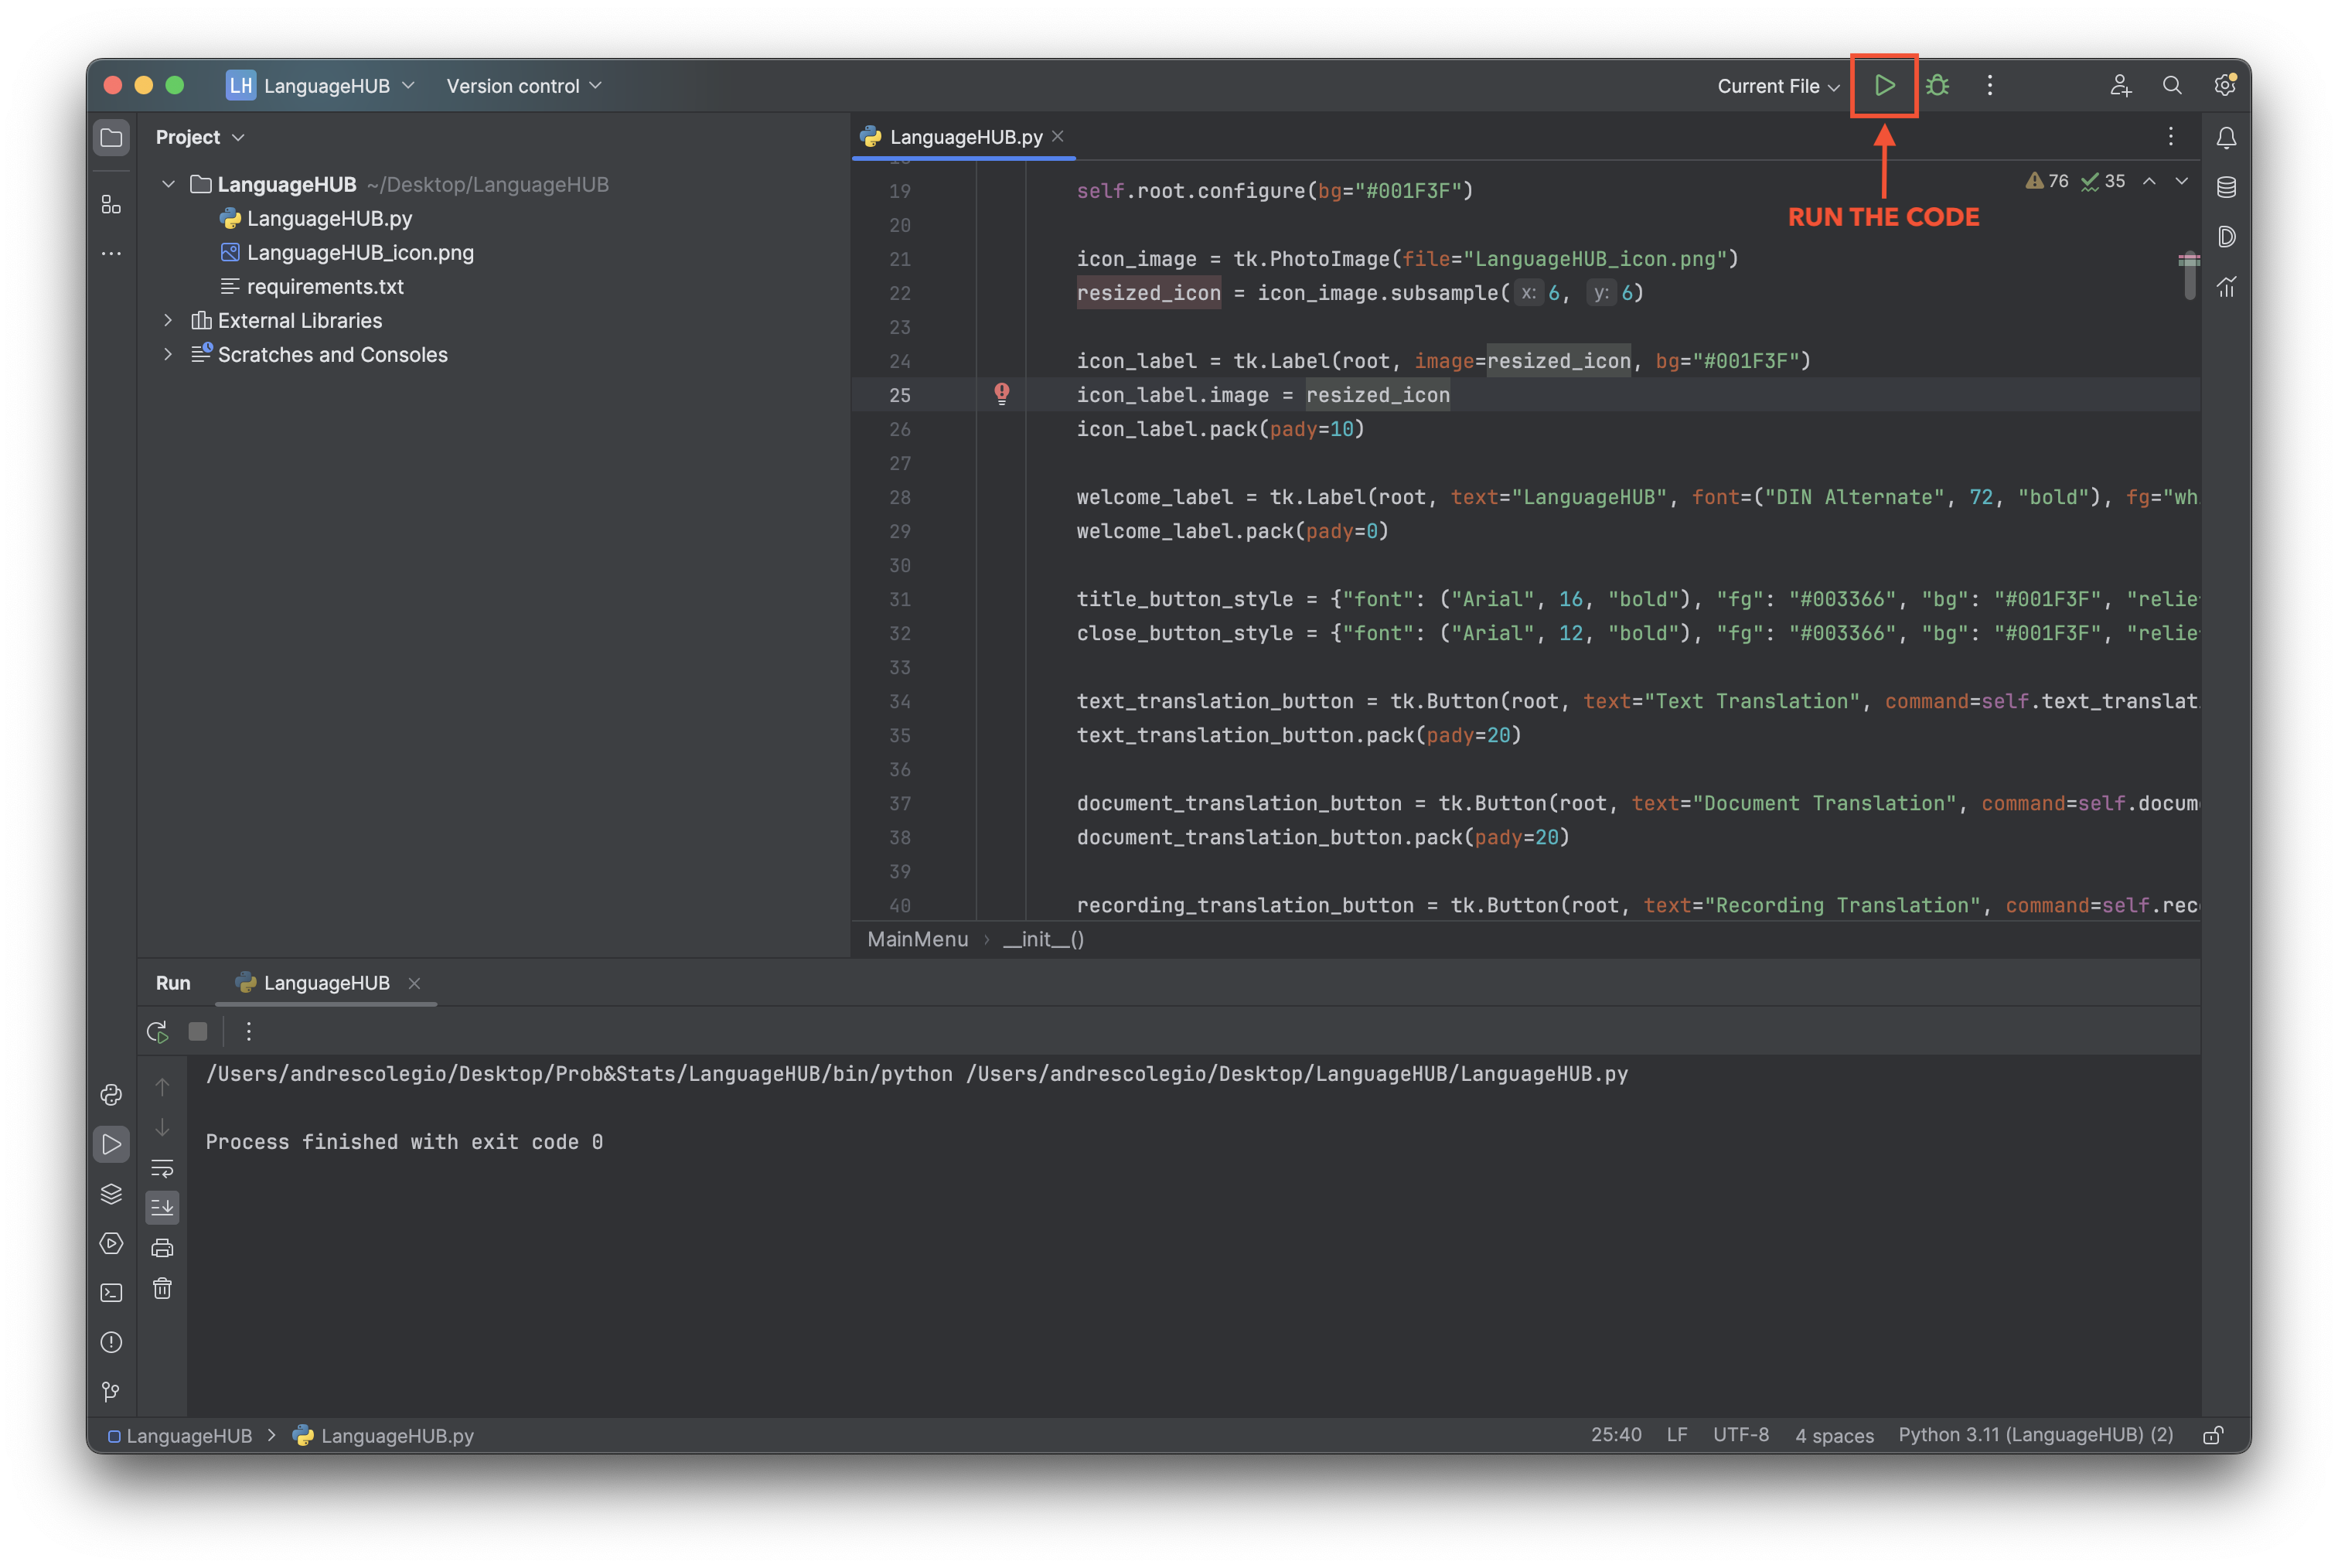 LH LanguageHUB Version control Current File
Project
LanguageHUB.py
LanguageHUB ~/Desktop/LanguageHUB
LanguageHUB.py
LanguageHUB_icon.png
requirements.txt
External Libraries
Scratches and Consoles
76 35
RUN THE CODE
19 self.root.configure(bg="#001F3F")
20
21 icon_image = tk.PhotoImage(file="LanguageHUB_icon.png")
22 resized_icon = icon_image.subsample( x: 6, y: 6)
23
24 icon_label = tk.Label(root, image=resized_icon, bg="#001F3F")
25 icon_label.image = resized_icon
26 icon_label.pack(pady=10)
27
28 welcome_label = tk.Label(root, text="LanguageHUB", font=("DIN Alternate", 72, "bold"), fg="wh
29 welcome_label.pack(pady=0)
30
31 title_button_style = {"font": ("Arial", 16, "bold"), "fg": "#003366", "bg": "#001F3F", "relie
32 close_button_style = {"font": ("Arial", 12, "bold"), "fg": "#003366", "bg": "#001F3F", "relie
33
34 text_translation_button = tk.Button(root, text="Text Translation", command=self.text_translat
35 text_translation_button.pack(pady=20)
36
37 document_translation_button = tk.Button(root, text="Document Translation", command=self.docum
38 document_translation_button.pack(pady=20)
39
40 recording_translation_button = tk.Button(root, text="Recording Translation", command=self.rec
MainMenu › __init__()
Run LanguageHUB
/Users/andrescolegio/Desktop/Prob&Stats/LanguageHUB/bin/python /Users/andrescolegio/Desktop/LanguageHUB/LanguageHUB.py
Process finished with exit code 0
LanguageHUB > LanguageHUB.py 25:40 LF UTF-8 4 spaces Python 3.11 (LanguageHUB) (2)